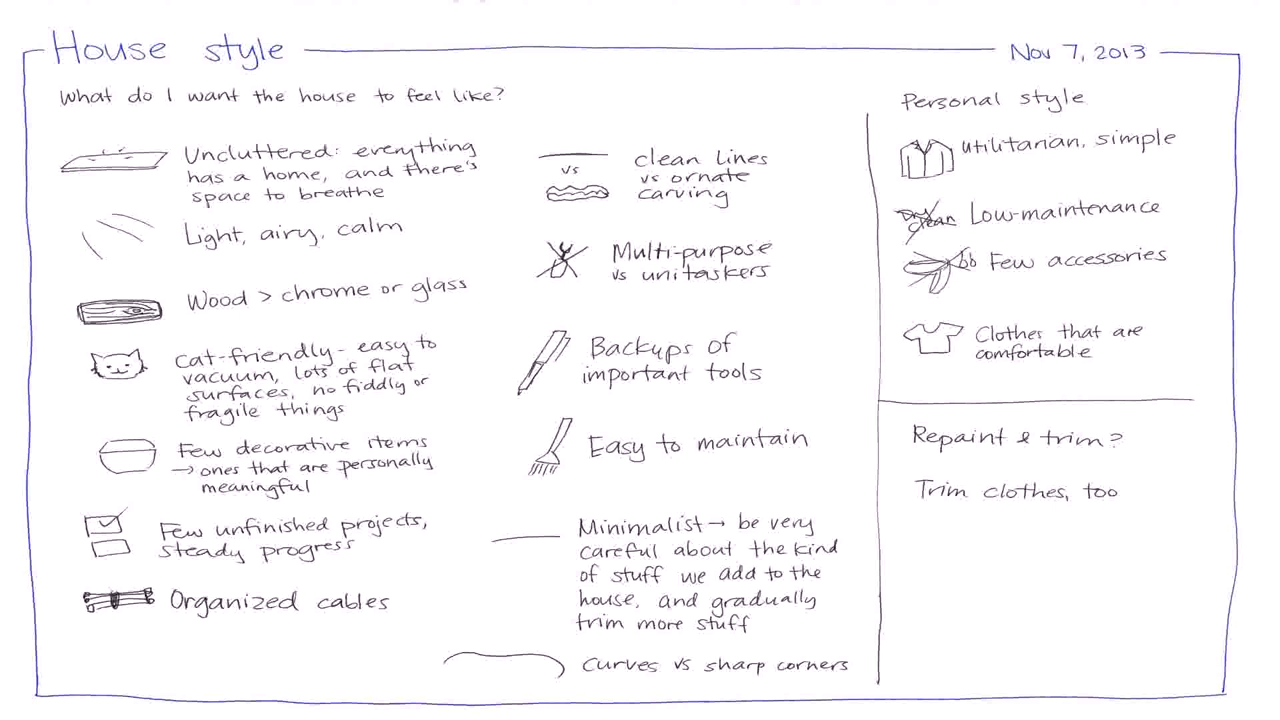 House style
Nov 7, 2013
What do I want the house to feel like?
Uncluttered: everything
has a home, and there's
space to breathe
Light, airy, calm
Wood > chrome or glass
Cat-friendly - easy to
vacuum, lots of flat
surfaces, no fiddly or
fragile things
Few decorative items
→ ones that are personally
meaningful
Few unfinished projects,
steady progress
Organized cables
vs
clean lines
vs ornate
carving
Multi-purpose
vs unitaskers
Backups of
important tools
Easy to maintain
Minimalist → be very
careful about the kind
of stuff we add to the
house, and gradually
trim more stuff
Curves vs sharp corners
Personal style
utilitarian, simple
Dry
clean
Low-maintenance
Few accessories
Clothes that are
comfortable
Repaint & trim?
Trim clothes, too